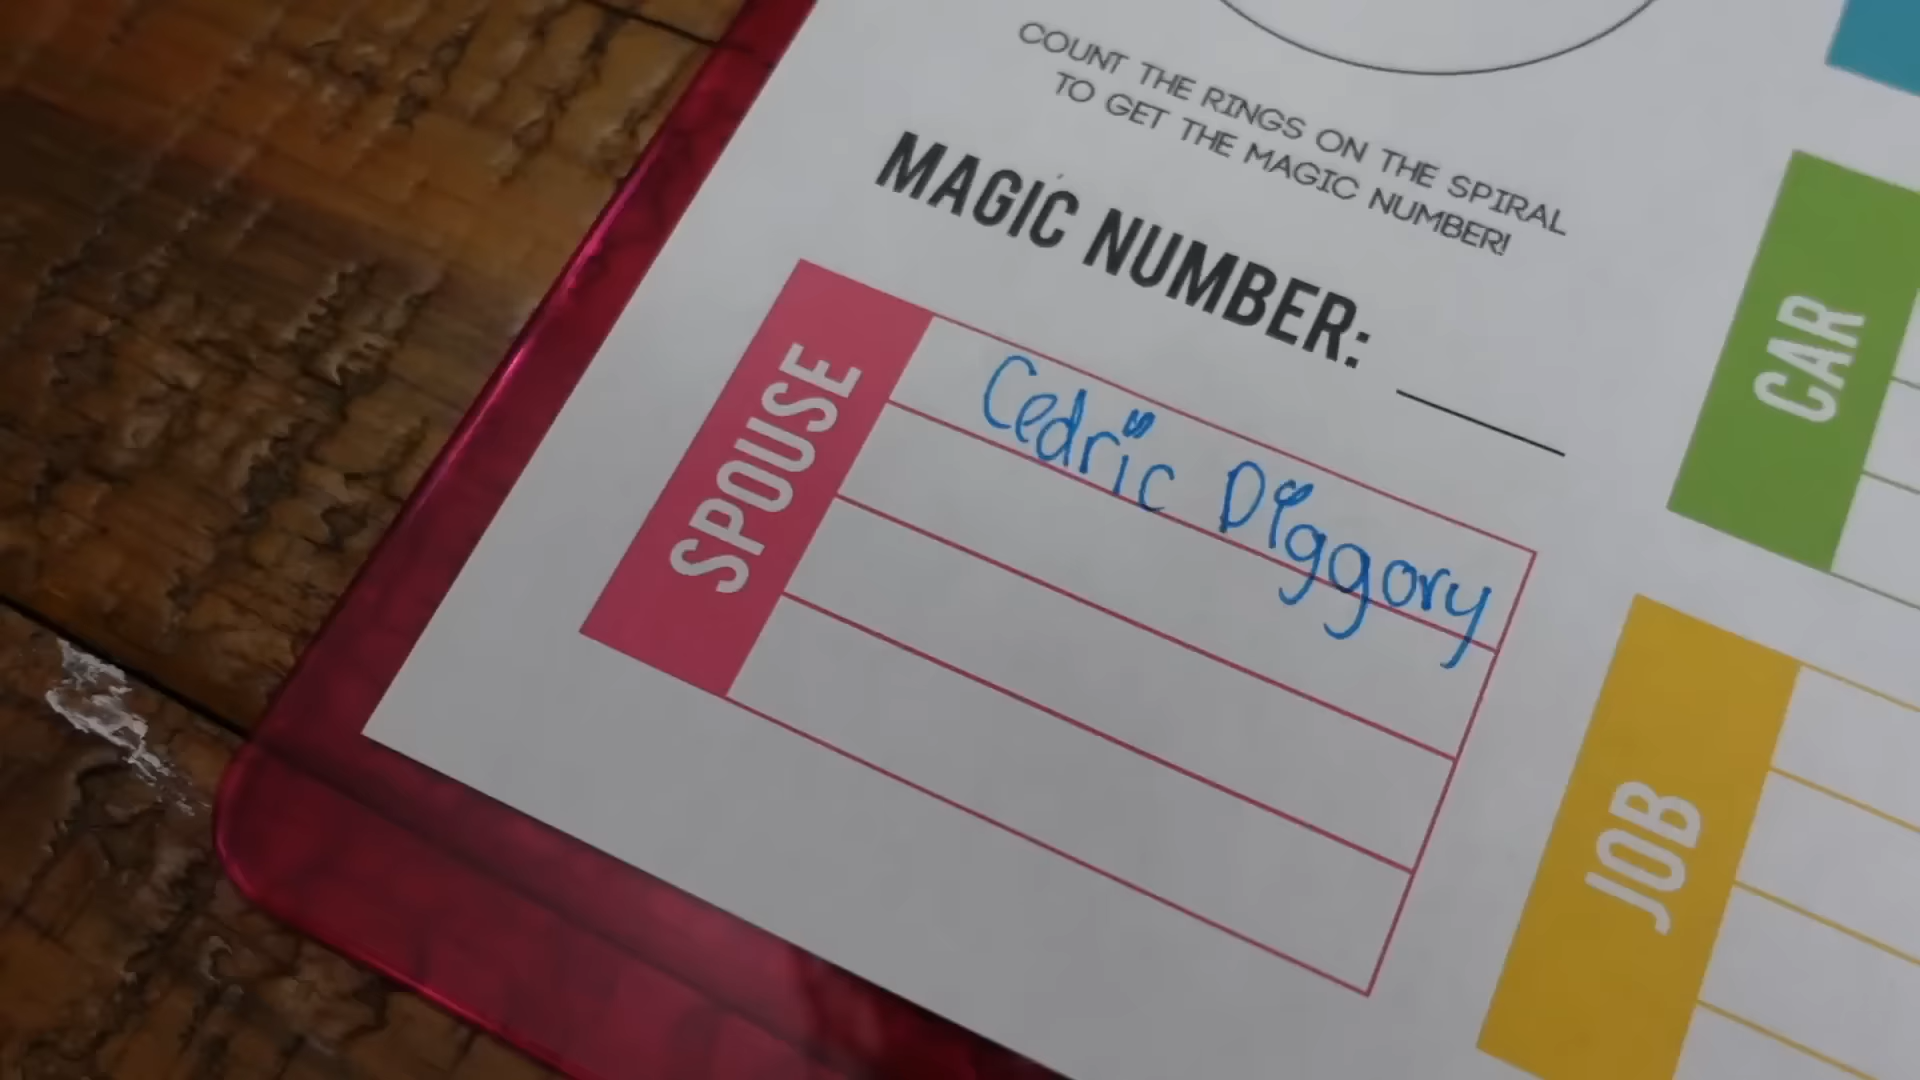 COUNT THE RINGS ON THE SPIRAL
TO GET THE MAGIC NUMBER!
MAGIC NUMBER:
SPOUSE
Cedric Diggory
CAR
JOB